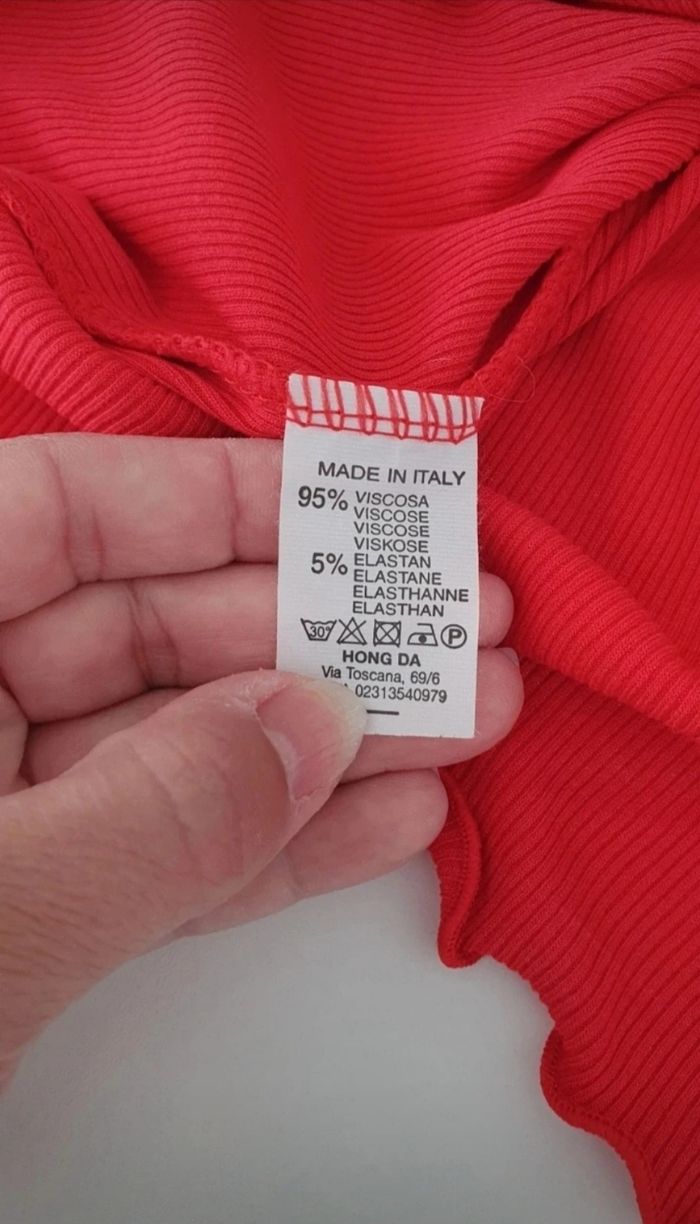 MADE IN ITALY
95% VISCOSA
VISCOSE
VISCOSE
VISKOSE
5% ELASTAN
ELASTANE
ELASTHANNE
ELASTHAN
30° P
HONG DA
Via Toscana, 69/6
02313540979